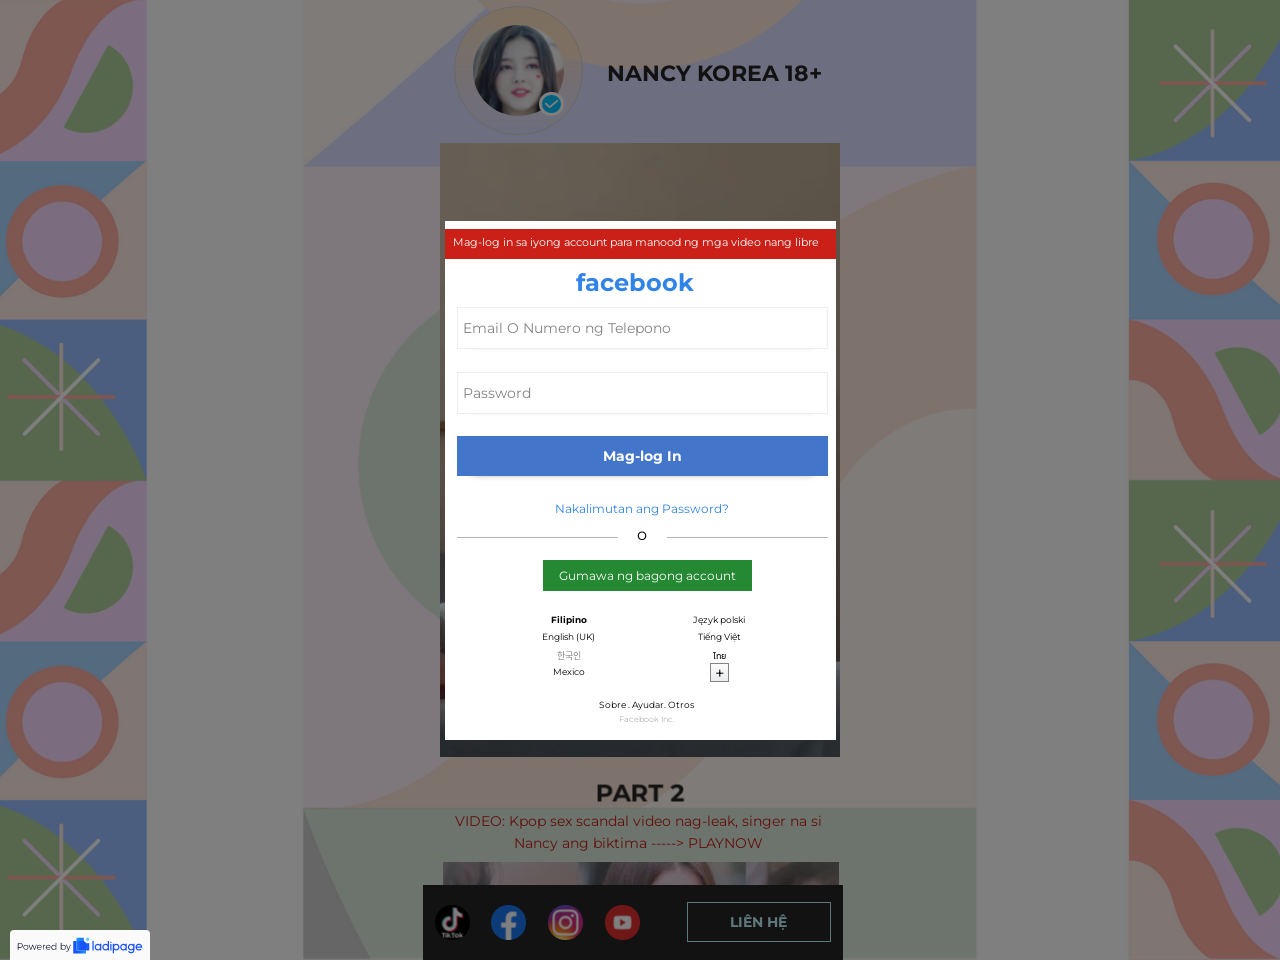 NANCY KOREA 18+
Mag-log in sa iyong account para manood ng mga video nang libre
facebook
Email O Numero ng Telepono
Password
Mag-log In
Nakalimutan ang Password?
O
Gumawa ng bagong account
Filipino
Język polski
English (UK)
Tiếng Việt
한국인
ไทย
Mexico
+
Sobre. Ayudar. Otros
Facebook Inc.
PART 2
VIDEO: Kpop sex scandal video nag-leak, singer na si
Nancy ang biktima -----> PLAYNOW
TikTok
LIÊN HỆ
Powered by ladipage